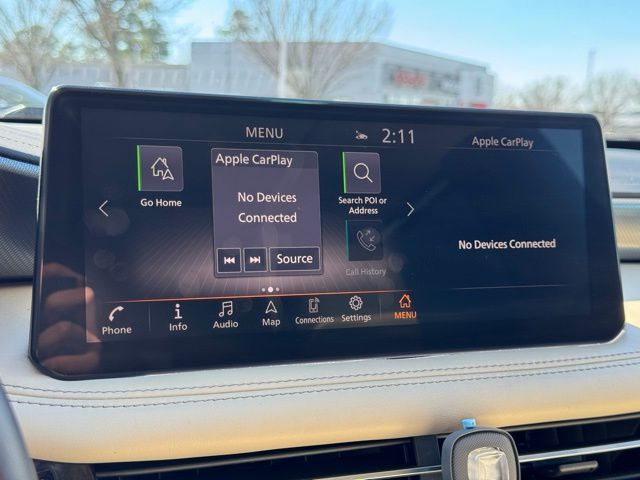 MENU
2:11
Apple CarPlay
Apple CarPlay
Go Home
No Devices
Connected
Source
Search POI or
Address
Call History
No Devices Connected
Phone
Info
Audio
Map
Connections
Settings
MENU